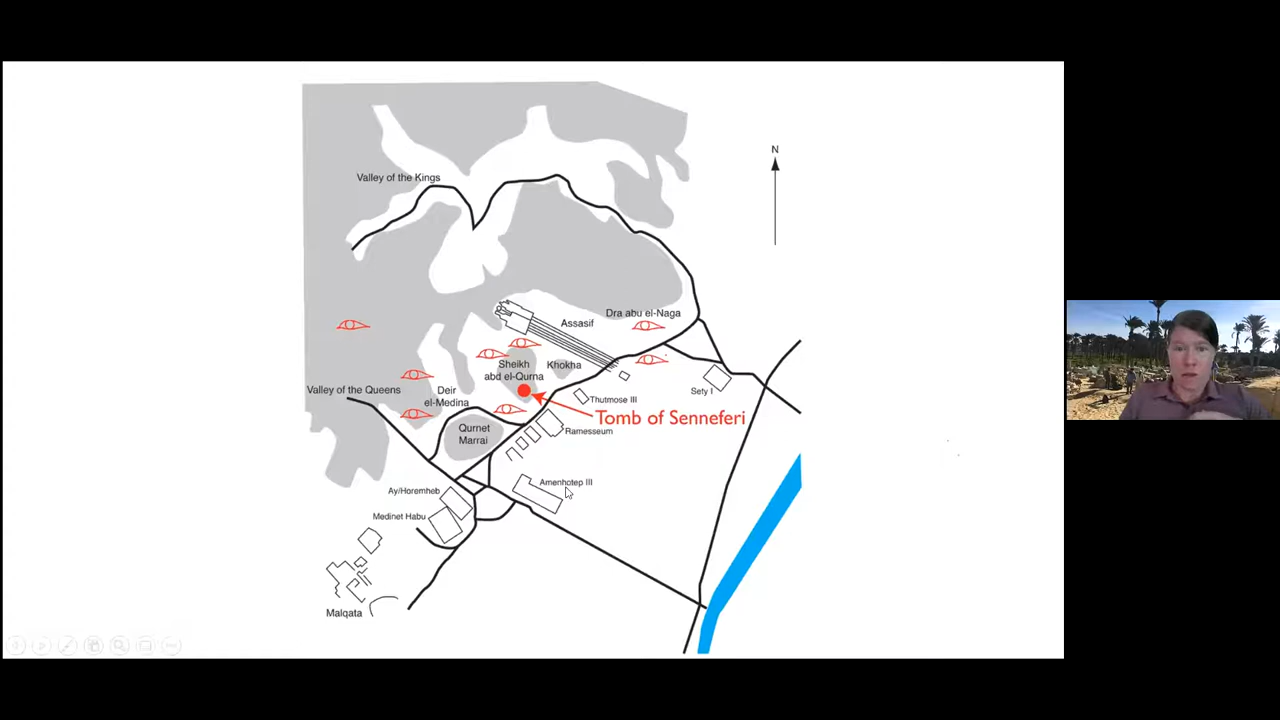 N
Valley of the Kings
Dra abu el-Naga
Assasif
Sheikh
abd el-Qurna
Khokha
Valley of the Queens
Deir
el-Medina
Sety I
Thutmose III
Tomb of Senneferi
Qurnet
Marrai
Ramesseum
Amenhotep III
Ay/Horemheb
Medinet Habu
Malqata